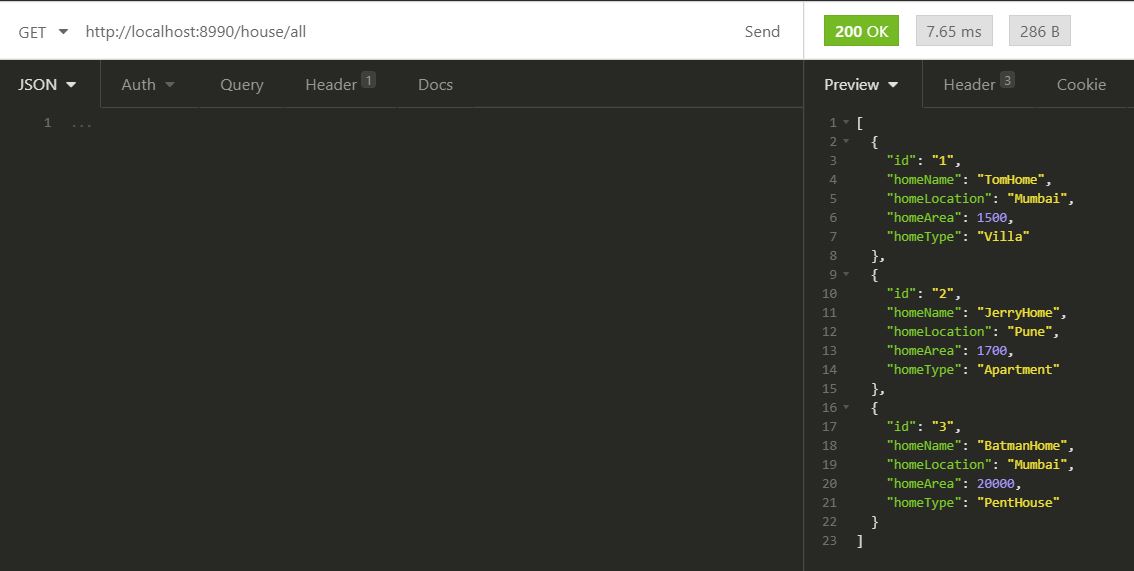 GET http://localhost:8990/house/all Send 200 OK 7.65 ms 286 B
JSON Auth Query Header 1 Docs Preview Header 3 Cookie
1 ...
1 [
2 {
3 "id": "1",
4 "homeName": "TomHome",
5 "homeLocation": "Mumbai",
6 "homeArea": 1500,
7 "homeType": "Villa"
8 },
9 {
10 "id": "2",
11 "homeName": "JerryHome",
12 "homeLocation": "Pune",
13 "homeArea": 1700,
14 "homeType": "Apartment"
15 },
16 {
17 "id": "3",
18 "homeName": "BatmanHome",
19 "homeLocation": "Mumbai",
20 "homeArea": 20000,
21 "homeType": "PentHouse"
22 }
23 ]